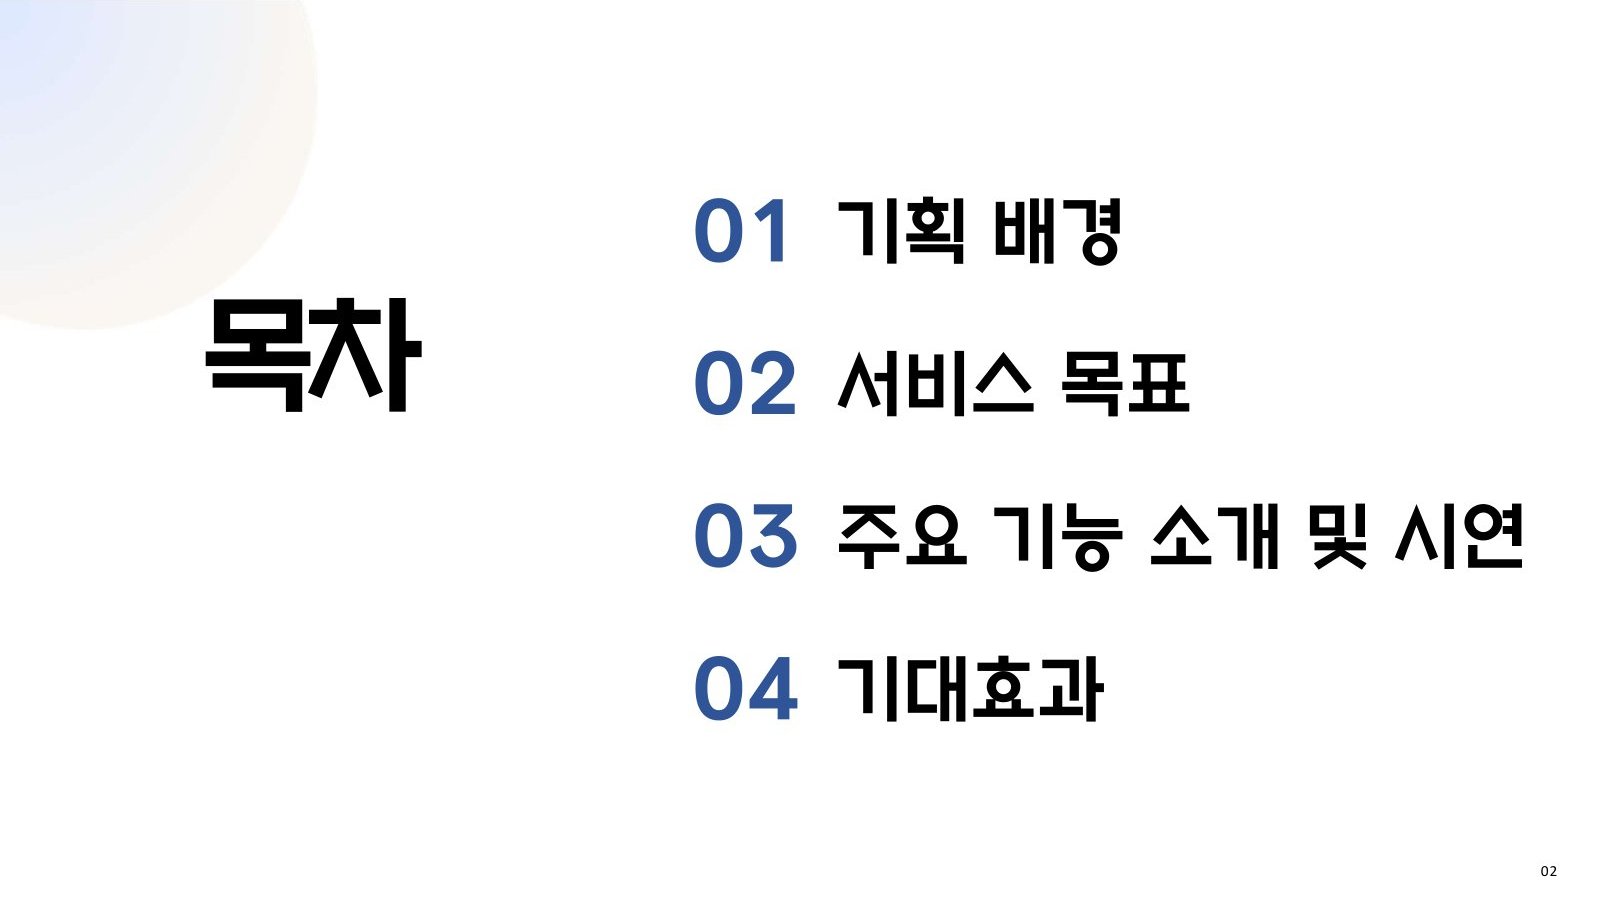 목차
01 기획 배경
02 서비스 목표
03 주요 기능 소개 및 시연
04 기대효과
02